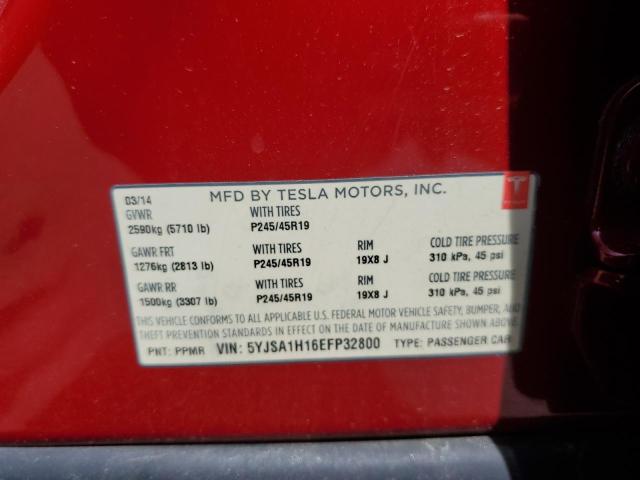 03/14 MFD BY TESLA MOTORS, INC.
GVWR WITH TIRES
2590kg (5710 lb) P245/45R19
GAWR FRT WITH TIRES RIM COLD TIRE PRESSURE
1276kg (2813 lb) P245/45R19 19X8 J 310 kPa, 45 psi
GAWR RR WITH TIRES RIM COLD TIRE PRESSURE
1500kg (3307 lb) P245/45R19 19X8 J 310 kPa, 45 psi
THIS VEHICLE CONFORMS TO ALL APPLICABLE U.S. FEDERAL MOTOR VEHICLE SAFETY, BUMPER, AND
THEFT PREVENTION STANDARDS IN EFFECT ON THE DATE OF MANUFACTURE SHOWN ABOVE.
PNT: PPMR VIN: 5YJSA1H16EFP32800 TYPE: PASSENGER CAR